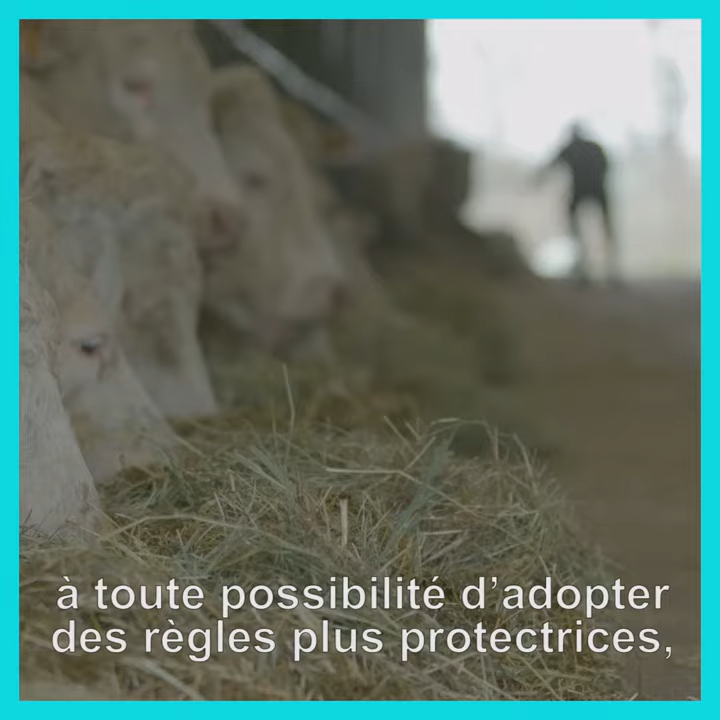 à toute possibilité d’adopter
des règles plus protectrices,